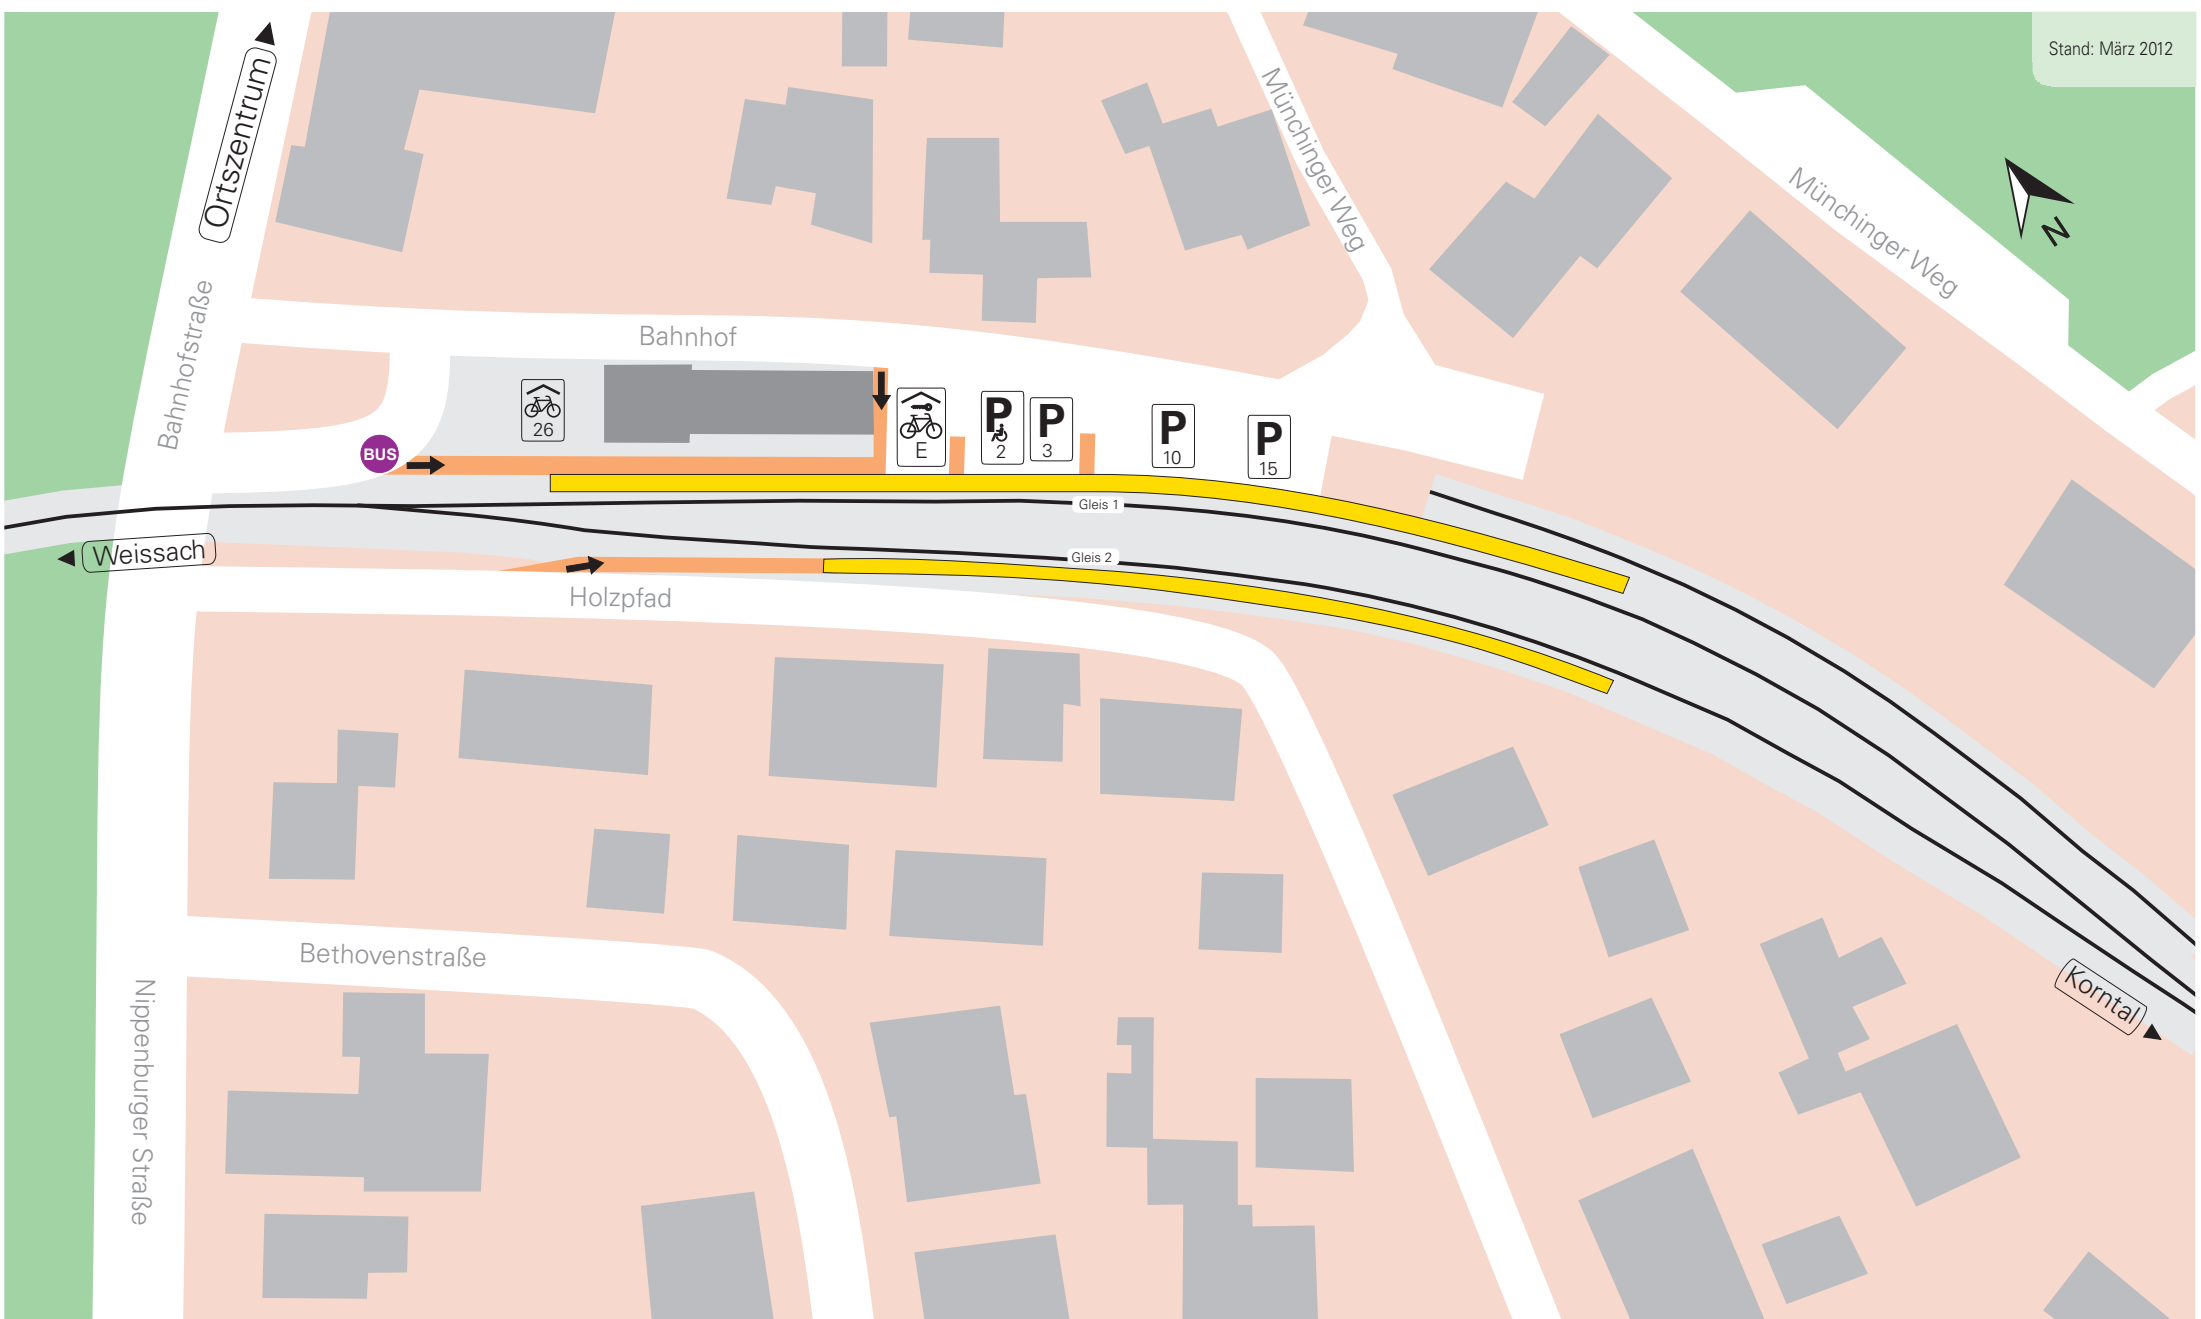 Stand: März 2012
Ortszentrum
Münchinger Weg
Münchinger Weg
N
Bahnhofstraße
Bahnhof
26
BUS
E
P
2
P
3
P
10
P
15
Gleis 1
Weissach
Gleis 2
Holzpfad
Bethovenstraße
Nippenburger Straße
Korntal